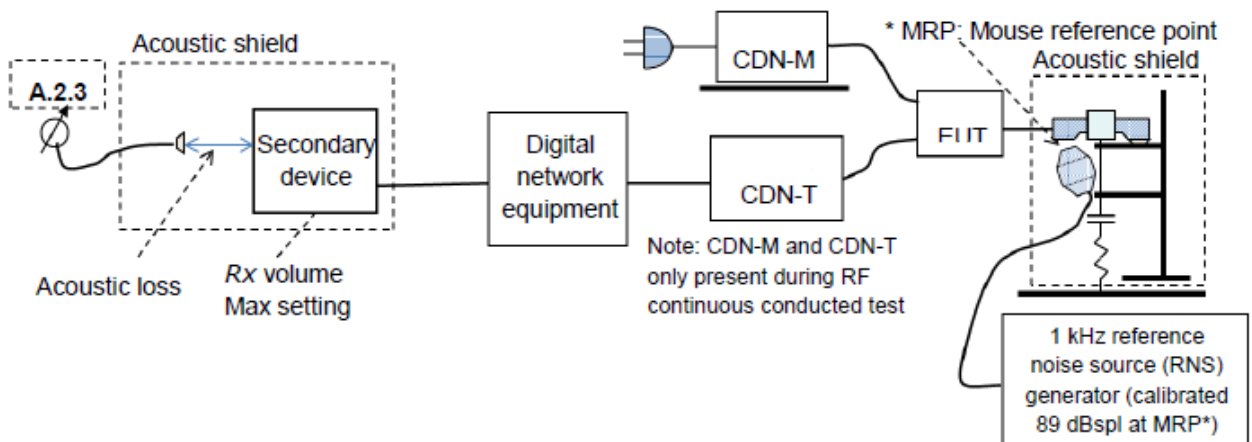 Acoustic shield
A.2.3
Secondary
device
Acoustic loss
Rx volume
Max setting
Digital
network
equipment
CDN-M
CDN-T
Note: CDN-M and CDN-T
only present during RF
continuous conducted test
EUT
* MRP: Mouse reference point
Acoustic shield
1 kHz reference
noise source (RNS)
generator (calibrated
89 dBspl at MRP*)